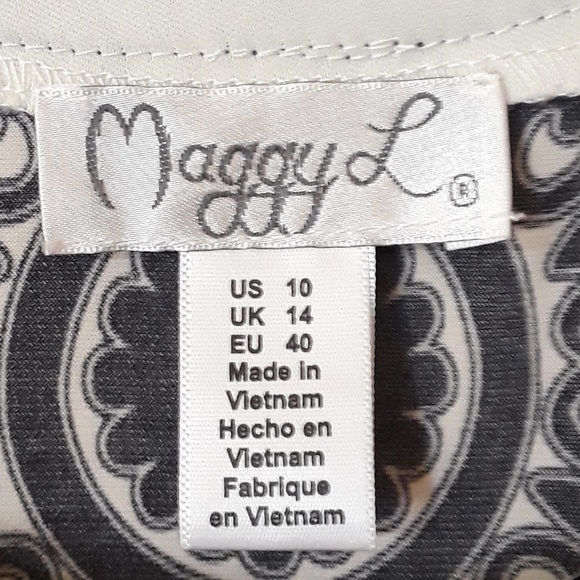 Maggy L ®
US 10
UK 14
EU 40
Made in
Vietnam
Hecho en
Vietnam
Fabrique
en Vietnam